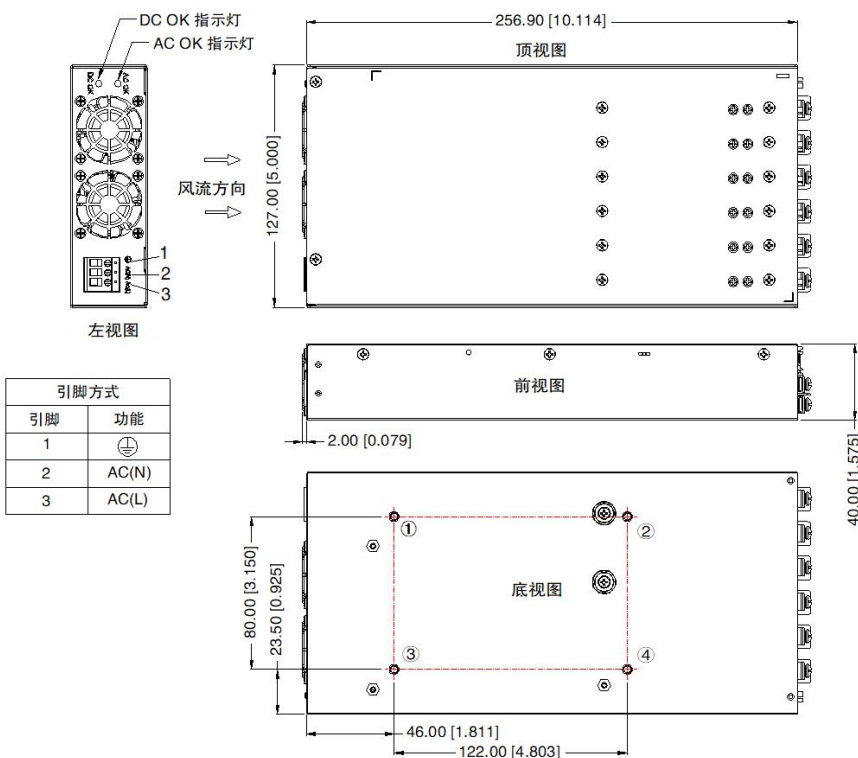 DC OK 指示灯
AC OK 指示灯
DC OK
AC OK
1
2
3
左视图
风流方向
256.90 [10.114]
顶视图
127.00 [5.000]
前视图
2.00 [0.079]
40.00 [1.575]
引脚方式
引脚 功能
1
2 AC(N)
3 AC(L)
①
②
底视图
③
④
80.00 [3.150]
23.50 [0.925]
46.00 [1.811]
122.00 [4.803]